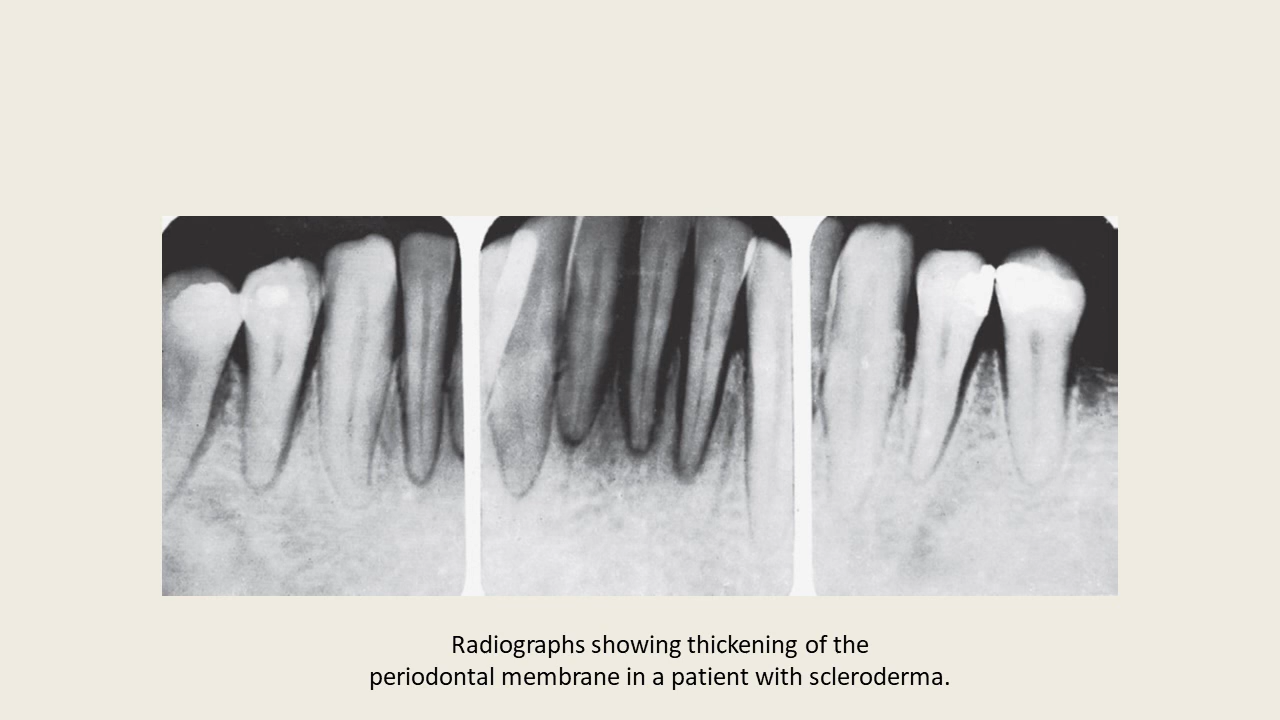 Radiographs showing thickening of the
periodontal membrane in a patient with scleroderma.